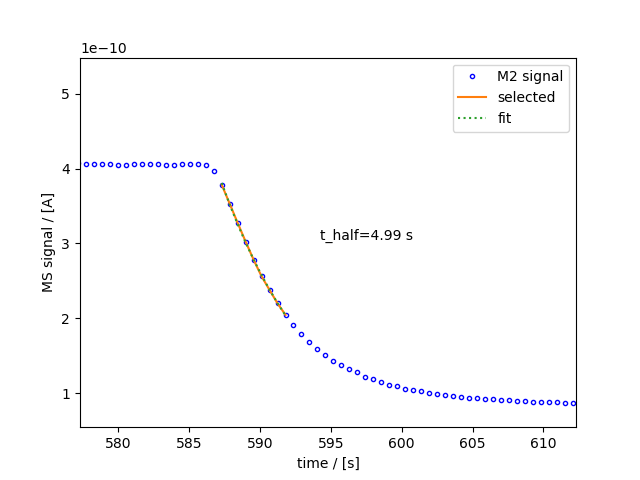 1e−10
M2 signal
selected
fit
5
4
3
2
1
MS signal / [A]
t_half=4.99 s
580
585
590
595
600
605
610
time / [s]